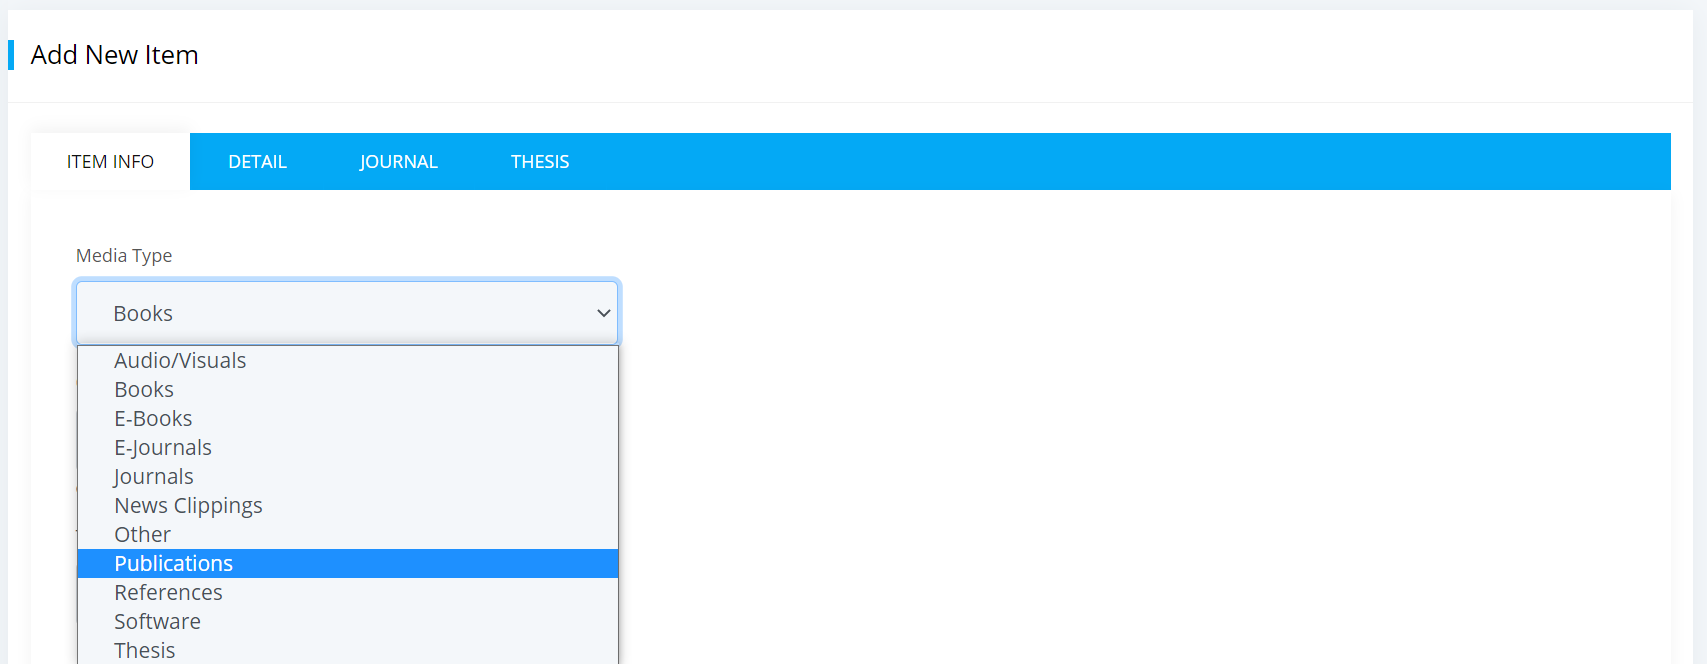 Add New Item
ITEM INFO DETAIL JOURNAL THESIS
Media Type
Books
Audio/Visuals
Books
E-Books
E-Journals
Journals
News Clippings
Other
Publications
References
Software
Thesis